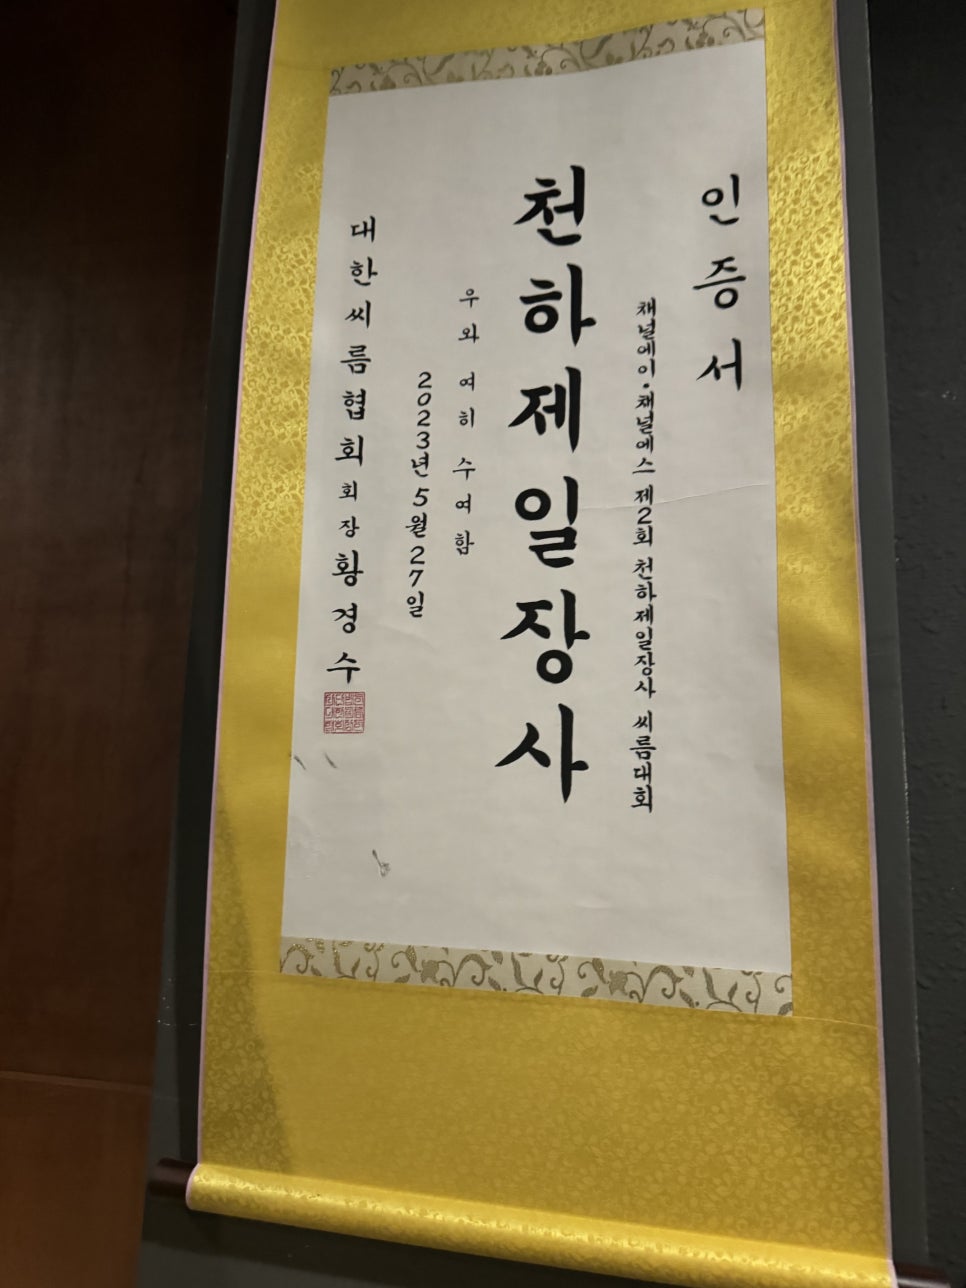 인증서
채널에이·채널에스 제2회 천하제일장사 씨름대회
천하제일장사
우와 여히 수여함
2023년 5월 27일
대한씨름협회 회장 황경수